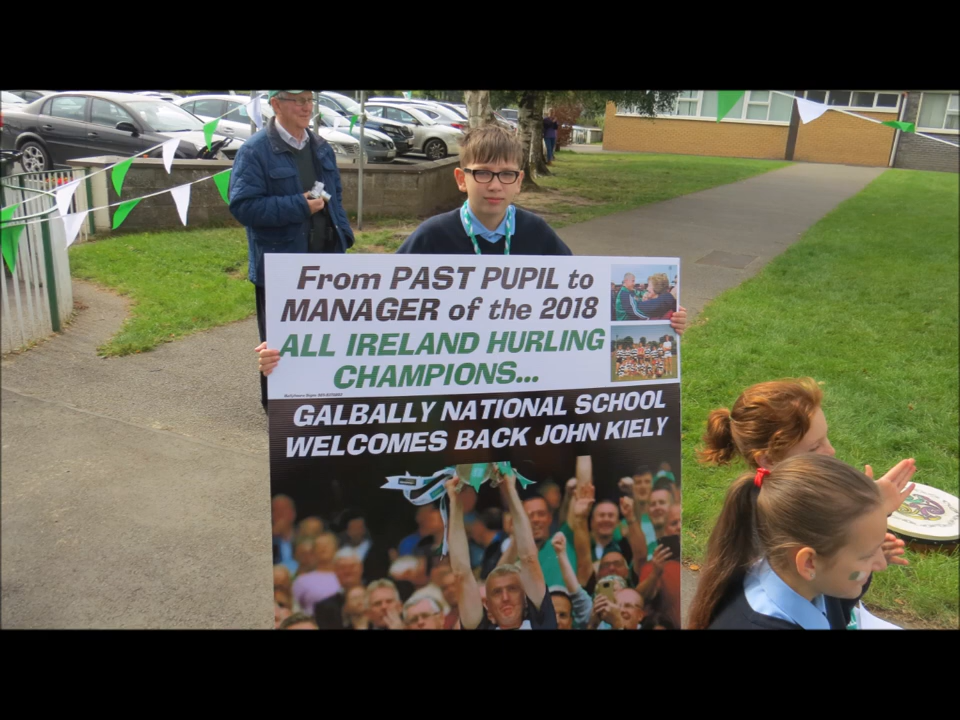 From PAST PUPIL to
MANAGER of the 2018
ALL IRELAND HURLING
CHAMPIONS...
GALBALLY NATIONAL SCHOOL
WELCOMES BACK JOHN KIELY